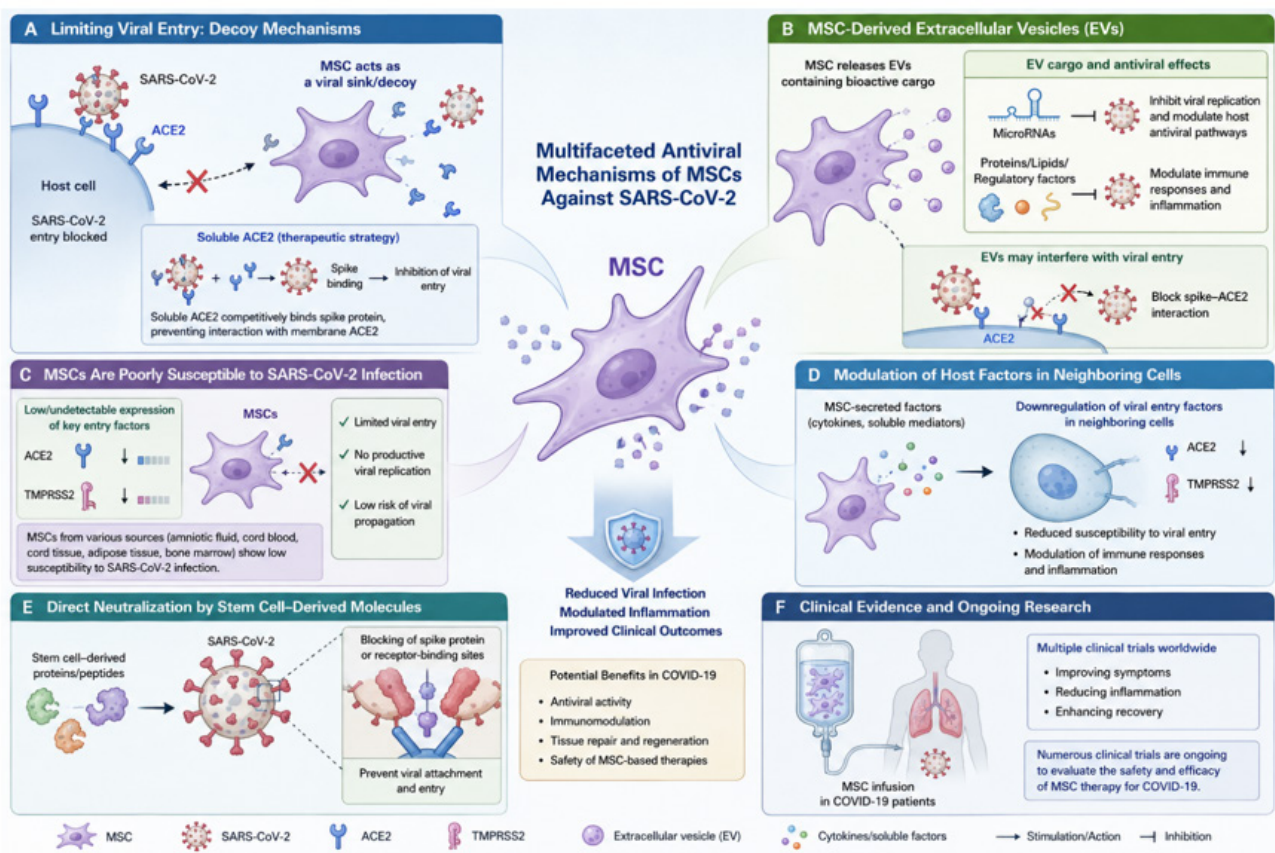 A Limiting Viral Entry: Decoy Mechanisms
SARS-CoV-2
ACE2
Host cell
SARS-CoV-2
entry blocked
MSC acts as
a viral sink/decoy
Soluble ACE2 (therapeutic strategy)
+
Spike
binding
Inhibition of viral
entry
Soluble ACE2 competitively binds spike protein,
preventing interaction with membrane ACE2
Multifaceted Antiviral
Mechanisms of MSCs
Against SARS-CoV-2
MSC
B MSC-Derived Extracellular Vesicles (EVs)
MSC releases EVs
containing bioactive cargo
EV cargo and antiviral effects
MicroRNAs
Inhibit viral replication
and modulate host
antiviral pathways
Proteins/Lipids/
Regulatory factors
Modulate immune
responses and
inflammation
EVs may interfere with viral entry
ACE2
Block spike–ACE2
interaction
C MSCs Are Poorly Susceptible to SARS-CoV-2 Infection
Low/undetectable expression
of key entry factors
ACE2
TMPRSS2
MSCs
✓ Limited viral entry
✓ No productive
viral replication
✓ Low risk of viral
propagation
MSCs from various sources (amniotic fluid, cord blood,
cord tissue, adipose tissue, bone marrow) show low
susceptibility to SARS-CoV-2 infection.
D Modulation of Host Factors in Neighboring Cells
MSC-secreted factors
(cytokines, soluble mediators)
Downregulation of viral entry factors
in neighboring cells
ACE2 ↓
TMPRSS2 ↓
• Reduced susceptibility to viral entry
• Modulation of immune responses
and inflammation
Reduced Viral Infection
Modulated Inflammation
Improved Clinical Outcomes
Potential Benefits in COVID-19
• Antiviral activity
• Immunomodulation
• Tissue repair and regeneration
• Safety of MSC-based therapies
E Direct Neutralization by Stem Cell–Derived Molecules
Stem cell–derived
proteins/peptides
SARS-CoV-2
Blocking of spike protein
or receptor-binding sites
Prevent viral attachment
and entry
F Clinical Evidence and Ongoing Research
MSC infusion
in COVID-19 patients
Multiple clinical trials worldwide
• Improving symptoms
• Reducing inflammation
• Enhancing recovery
Numerous clinical trials are ongoing
to evaluate the safety and efficacy
of MSC therapy for COVID-19.
MSC
SARS-CoV-2
ACE2
TMPRSS2
Extracellular vesicle (EV)
Cytokines/soluble factors
Stimulation/Action
Inhibition